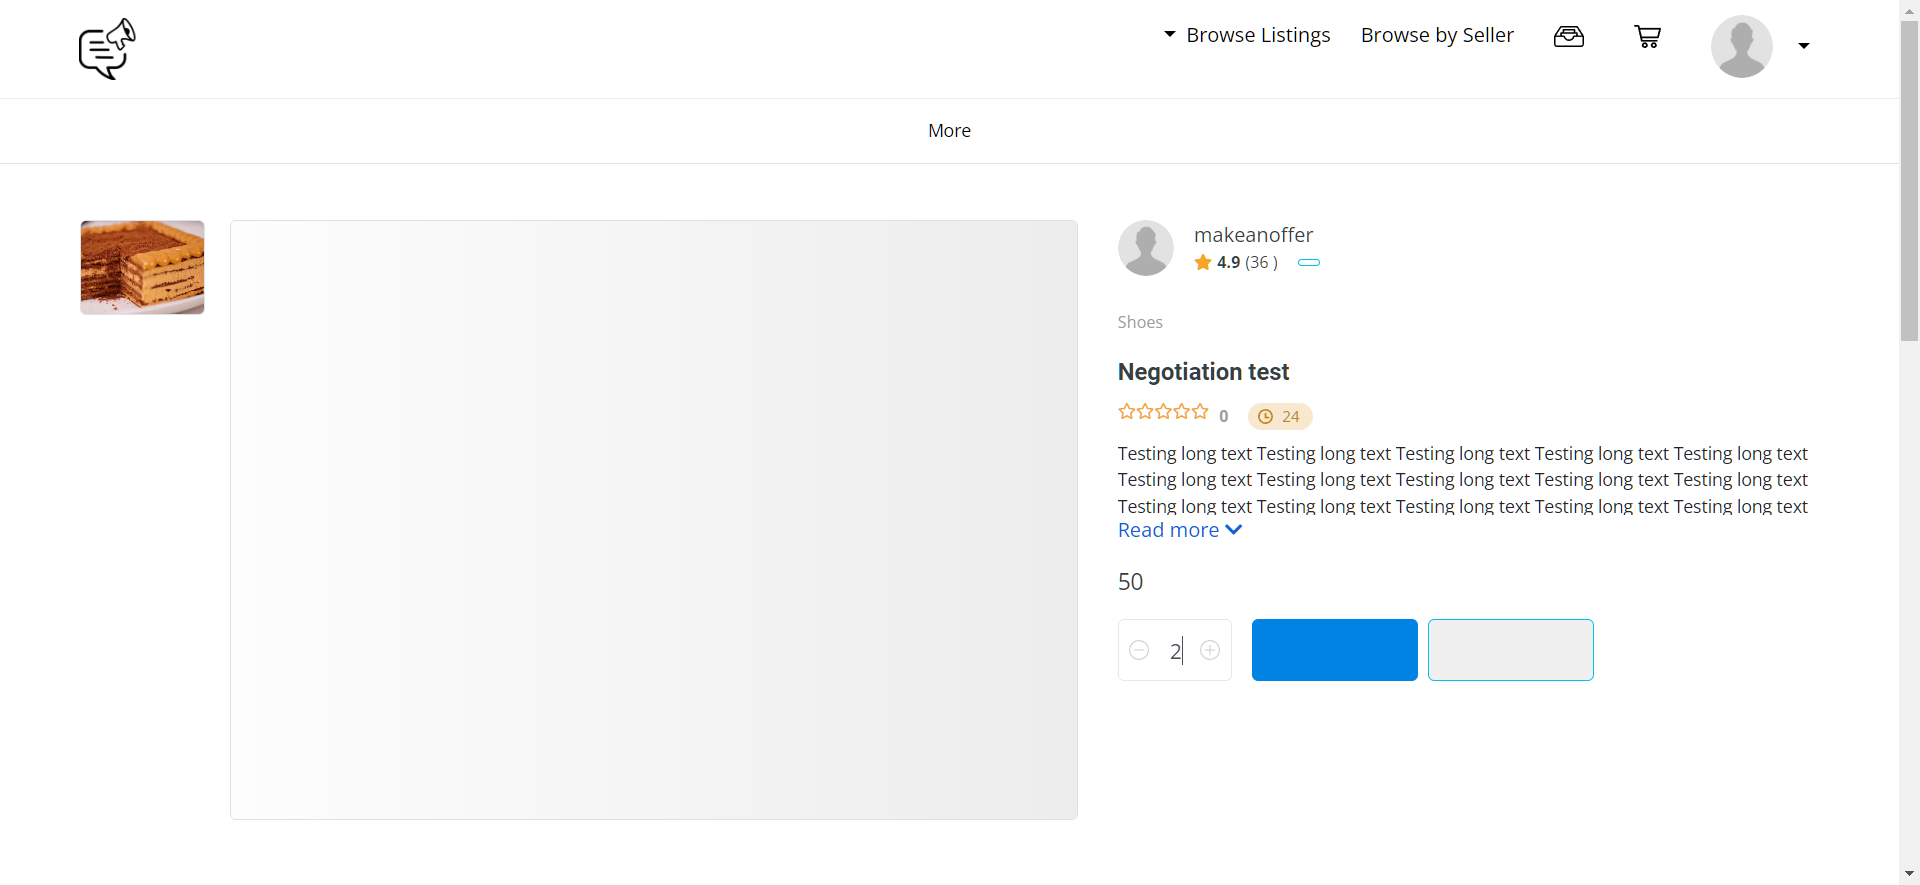 Browse Listings
Browse by Seller
More
makeanoffer
4.9 (36 )
Shoes
Negotiation test
0
24
Testing long text Testing long text Testing long text Testing long text Testing long text
Testing long text Testing long text Testing long text Testing long text Testing long text
Testing long text Testing long text Testing long text Testing long text Testing long text
Read more
50
2